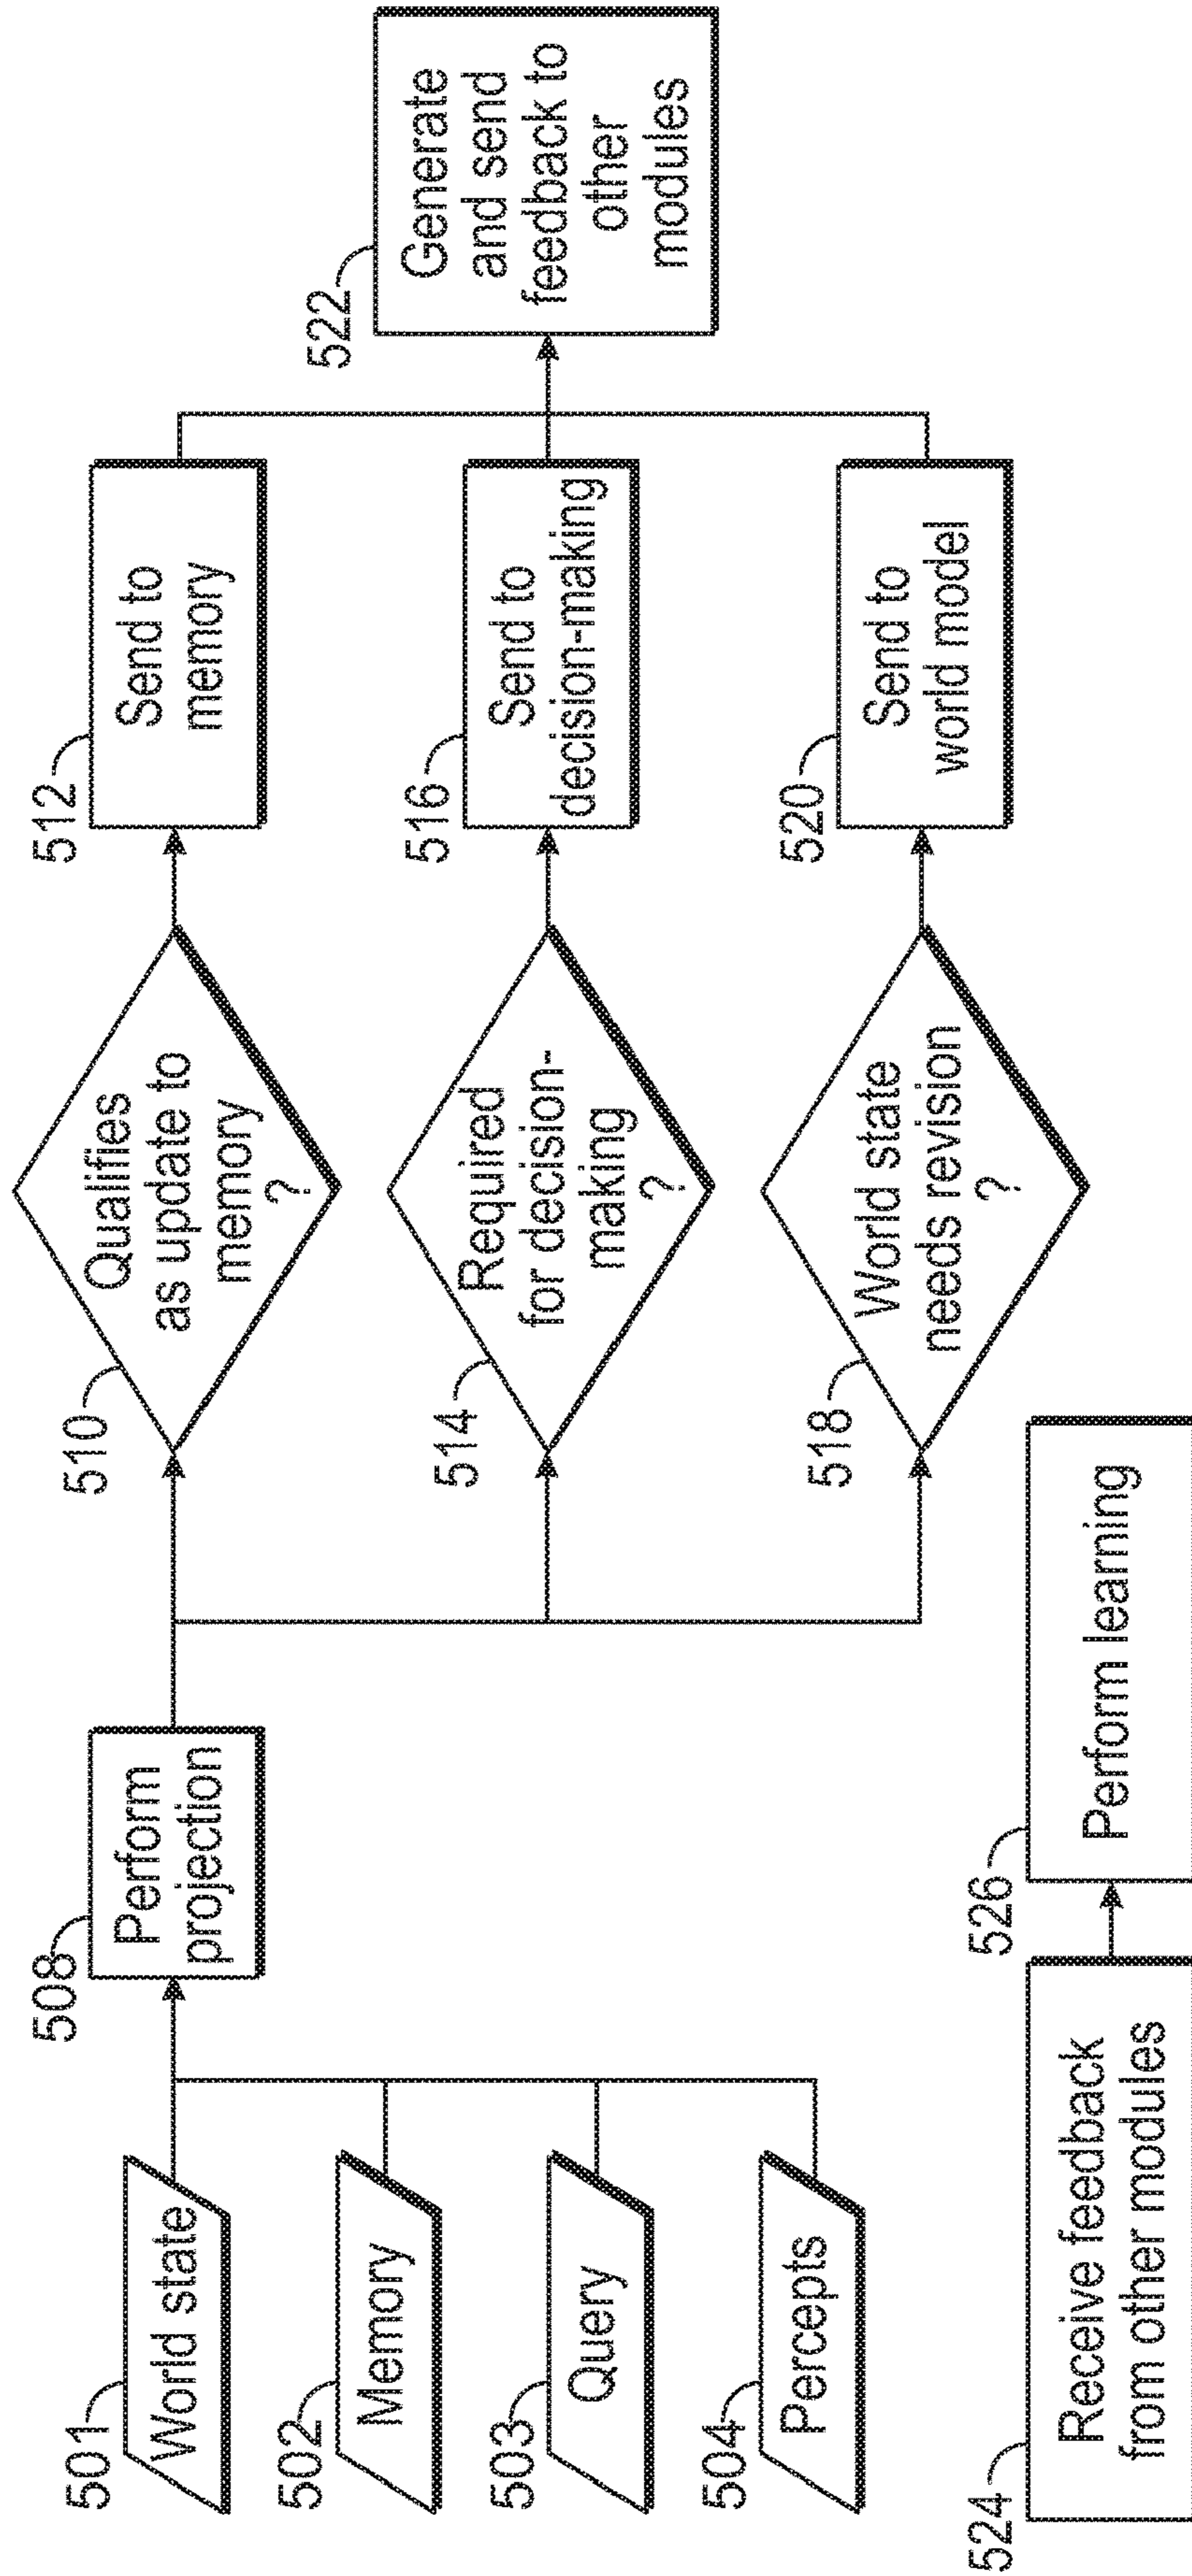 501
World state
502
Memory
503
Query
504
Percepts
508
Perform
projection
510
Qualifies
as update to
memory
?
512
Send to
memory
514
Required
for decision-
making
?
516
Send to
decision-making
518
World state
needs revision
?
520
Send to
world model
522
Generate
and send
feedback to
other
modules
524
Receive feedback
from other modules
526
Perform learning